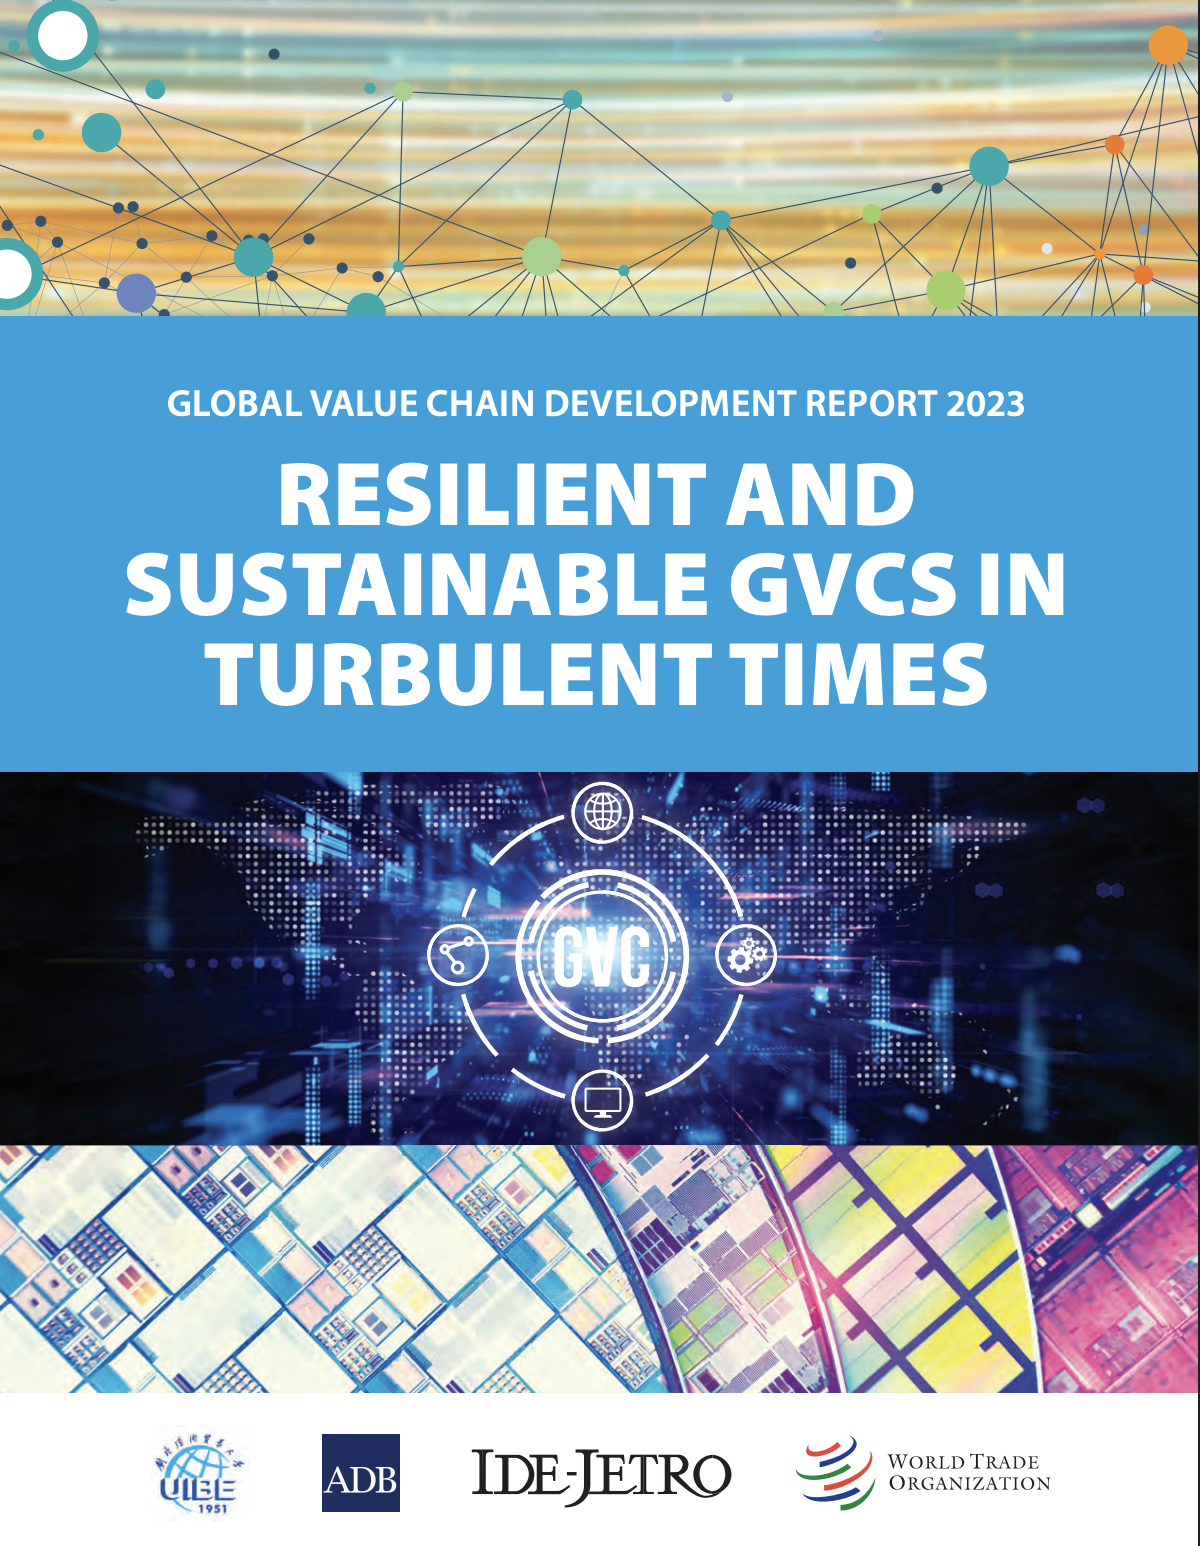 GLOBAL VALUE CHAIN DEVELOPMENT REPORT 2023
RESILIENT AND
SUSTAINABLE GVCS IN
TURBULENT TIMES
GVC
UIBE
1951
ADB
IDE-JETRO
WORLD TRADE
ORGANIZATION